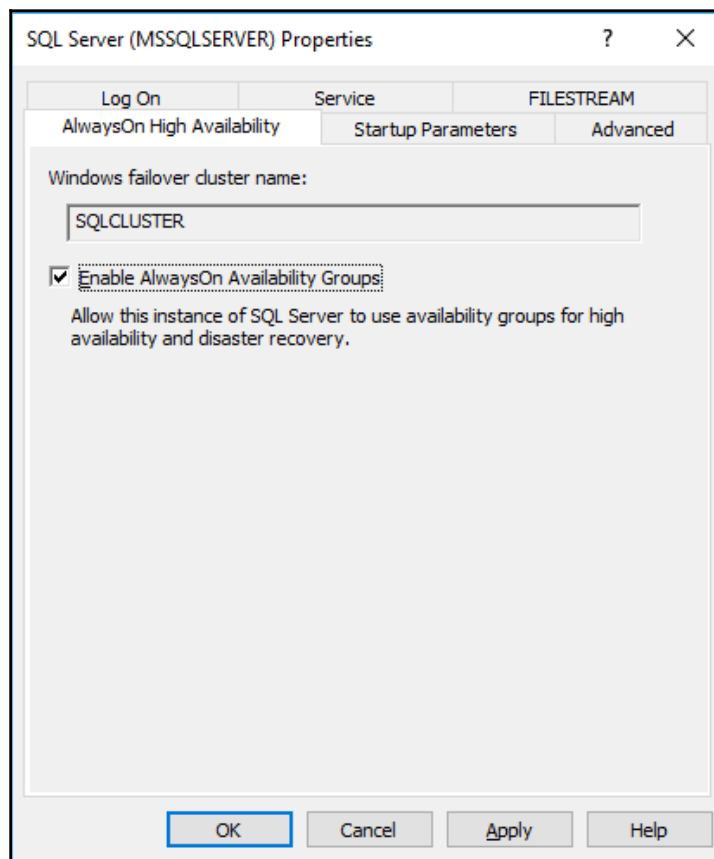 SQL Server (MSSQLSERVER) Properties ?
Log On Service FILESTREAM
AlwaysOn High Availability Startup Parameters Advanced
Windows failover cluster name:
SQLCLUSTER
Enable AlwaysOn Availability Groups
Allow this instance of SQL Server to use availability groups for high
availability and disaster recovery.
OK Cancel Apply Help